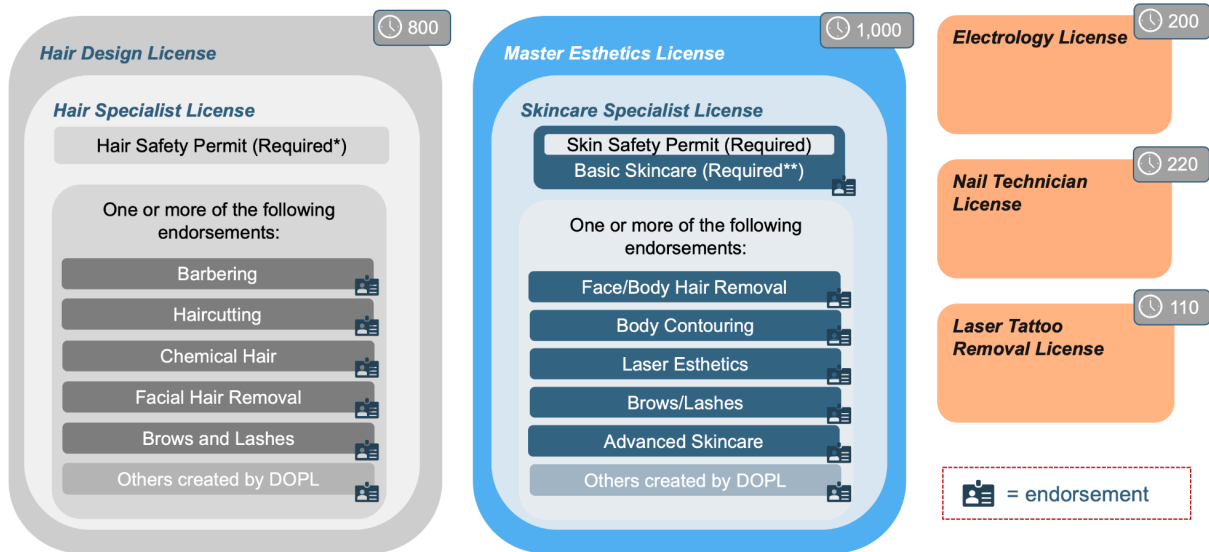 800
Hair Design License
Hair Specialist License
Hair Safety Permit (Required*)
One or more of the following
endorsements:
Barbering
Haircutting
Chemical Hair
Facial Hair Removal
Brows and Lashes
Others created by DOPL
1,000
Master Esthetics License
Skincare Specialist License
Skin Safety Permit (Required)
Basic Skincare (Required**)
One or more of the following
endorsements:
Face/Body Hair Removal
Body Contouring
Laser Esthetics
Brows/Lashes
Advanced Skincare
Others created by DOPL
200
Electrology License
220
Nail Technician
License
110
Laser Tattoo
Removal License
= endorsement